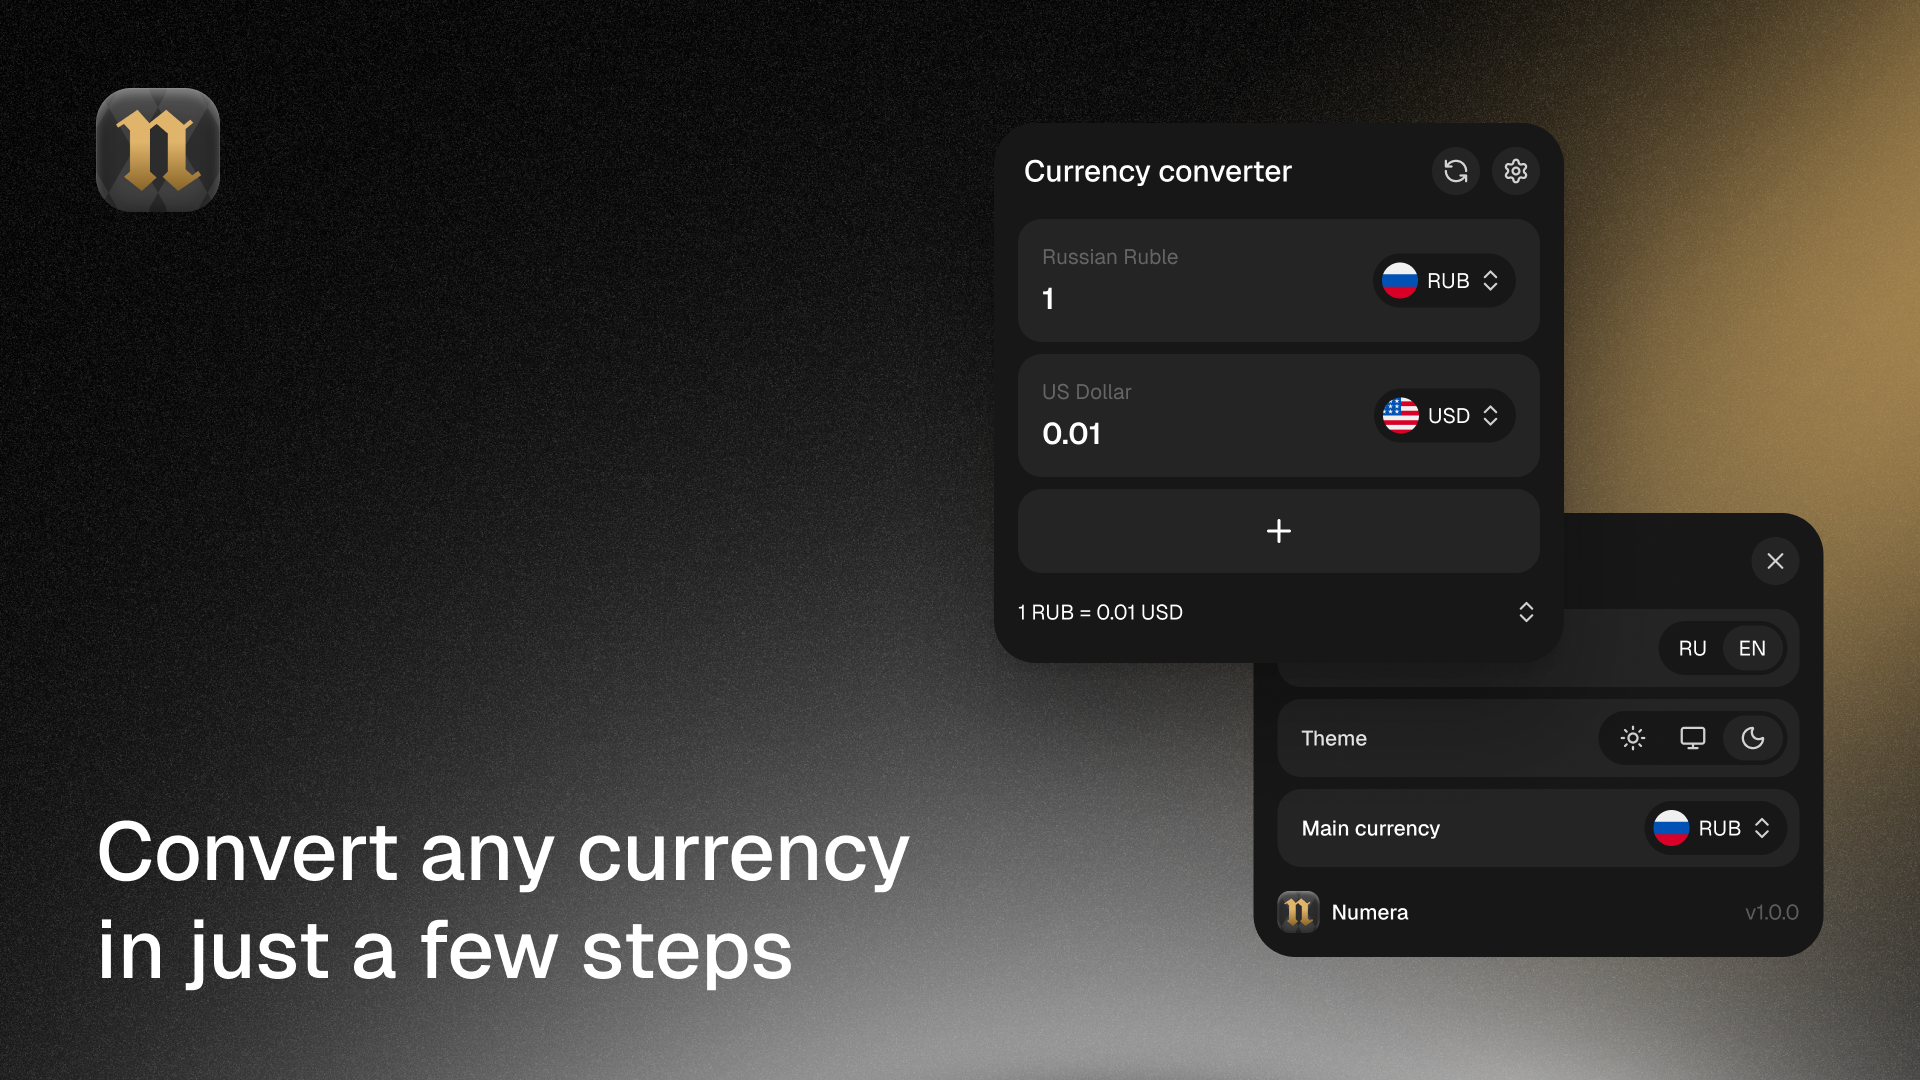 n
Currency converter
Russian Ruble
1
RUB
US Dollar
0.01
USD
+
1 RUB = 0.01 USD
RU EN
Theme
Main currency
RUB
n
Numera
v1.0.0
Convert any currency
in just a few steps